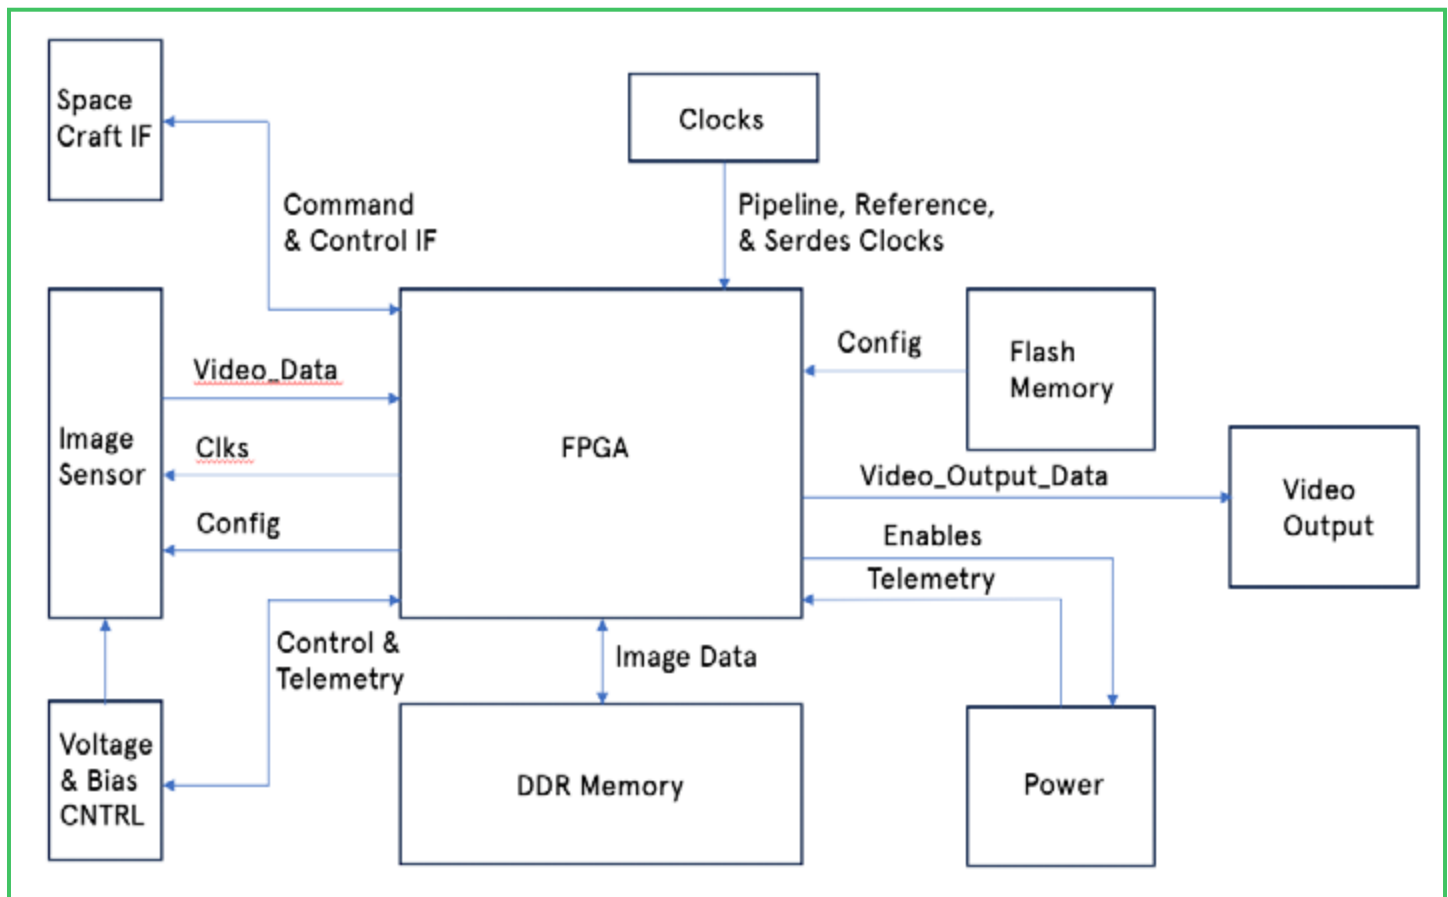 Space
Craft IF
Clocks
Command
& Control IF
Pipeline, Reference,
& Serdes Clocks
Video_Data
Config
Flash
Memory
Image
Sensor
Clks
FPGA
Video_Output_Data
Video
Output
Config
Enables
Telemetry
Control &
Telemetry
Image Data
Voltage
& Bias
CNTRL
DDR Memory
Power